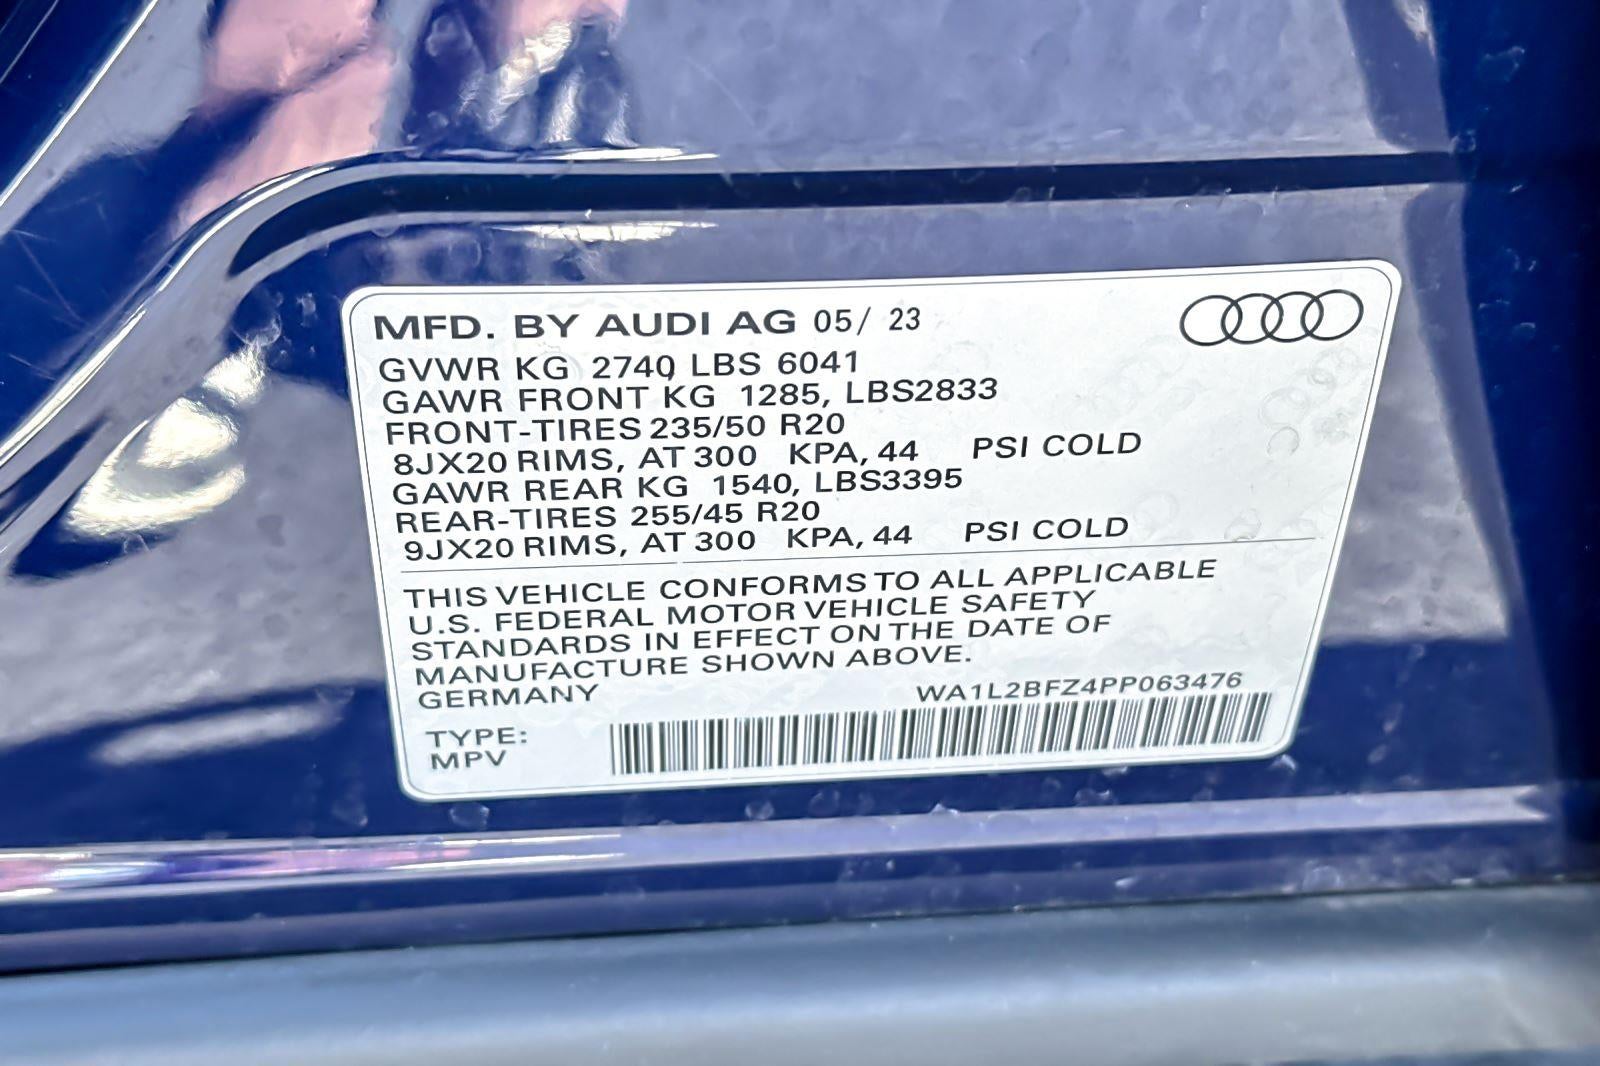 MFD. BY AUDI AG 05/ 23
GVWR KG 2740 LBS 6041
GAWR FRONT KG 1285, LBS2833
FRONT-TIRES 235/50 R20
8JX20 RIMS, AT 300 KPA, 44 PSI COLD
GAWR REAR KG 1540, LBS3395
REAR-TIRES 255/45 R20
9JX20 RIMS, AT 300 KPA, 44 PSI COLD
THIS VEHICLE CONFORMS TO ALL APPLICABLE
U.S. FEDERAL MOTOR VEHICLE SAFETY
STANDARDS IN EFFECT ON THE DATE OF
MANUFACTURE SHOWN ABOVE.
GERMANY WA1L2BFZ4PP063476
TYPE:
MPV